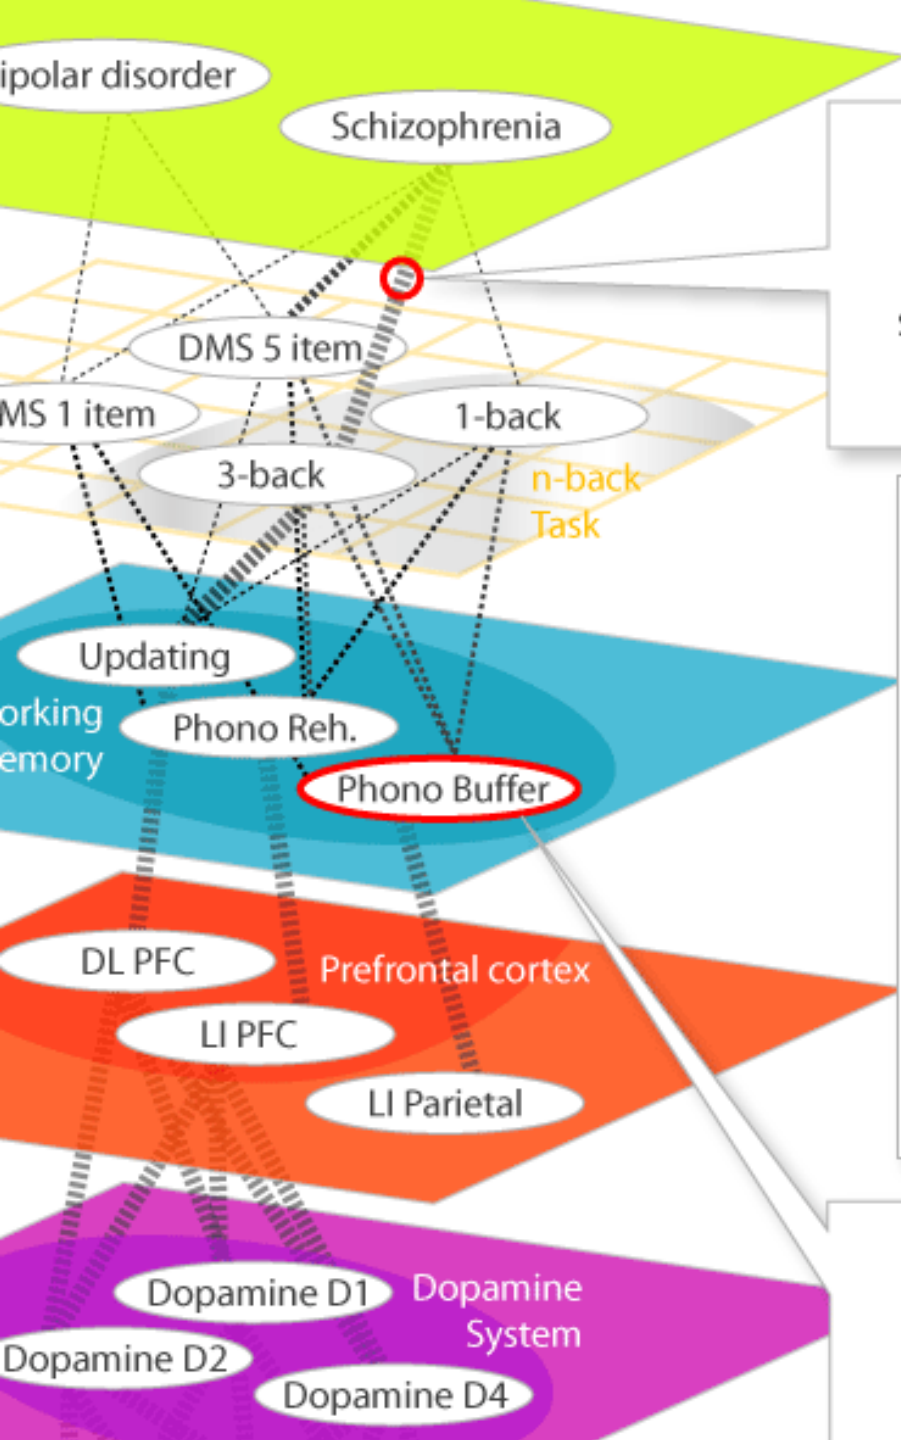 ipolar disorder
Schizophrenia
DMS 5 item
MS 1 item
1-back
3-back
n-back
Task
Updating
orking
emory
Phono Reh.
Phono Buffer
DL PFC
Prefrontal cortex
LI PFC
LI Parietal
Dopamine D1
Dopamine
System
Dopamine D2
Dopamine D4